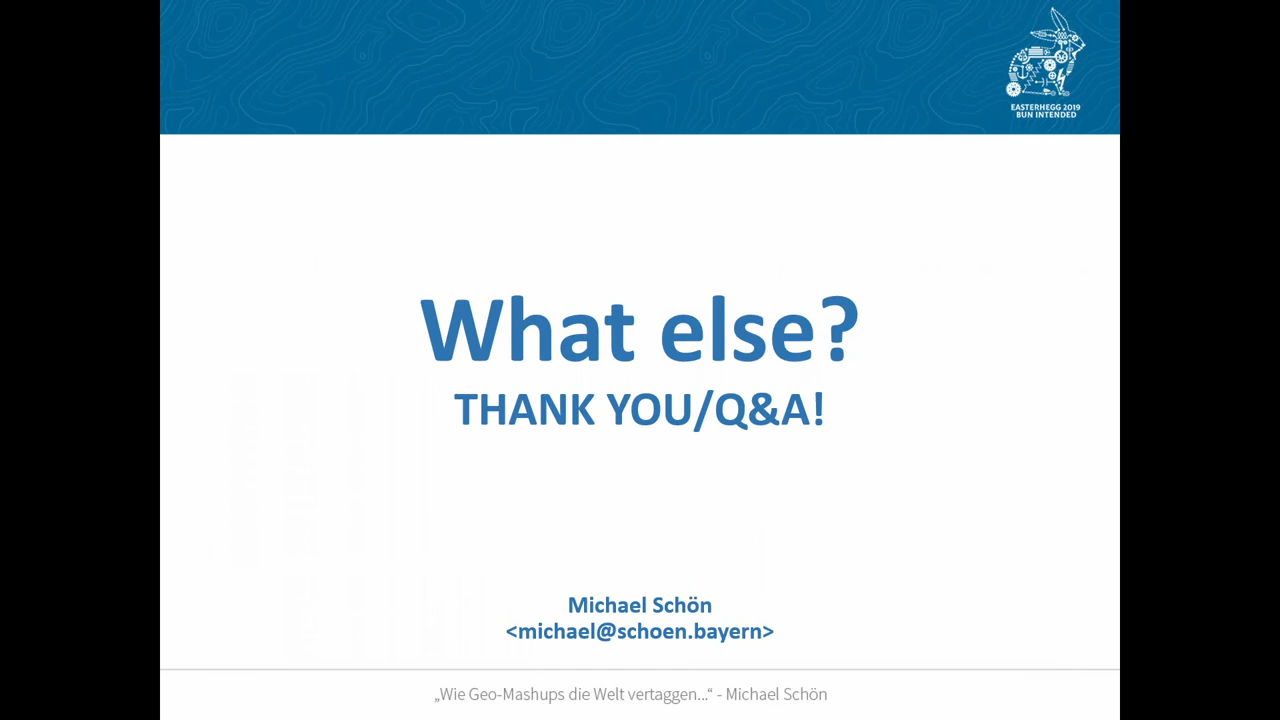 EASTERHEGG 2019
BUN INTENDED
What else?
THANK YOU/Q&A!
Michael Schön
<michael@schoen.bayern>
„Wie Geo-Mashups die Welt vertaggen...“ - Michael Schön